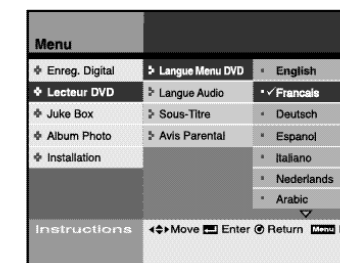 Menu
Enreg. Digital
Langue Menu DVD
English
Lecteur DVD
Langue Audio
Francais
Juke Box
Sous-Titre
Deutsch
Album Photo
Avis Parental
Espanol
Installation
Italiano
Nederlands
Arabic
Instructions
Move Enter Return Menu